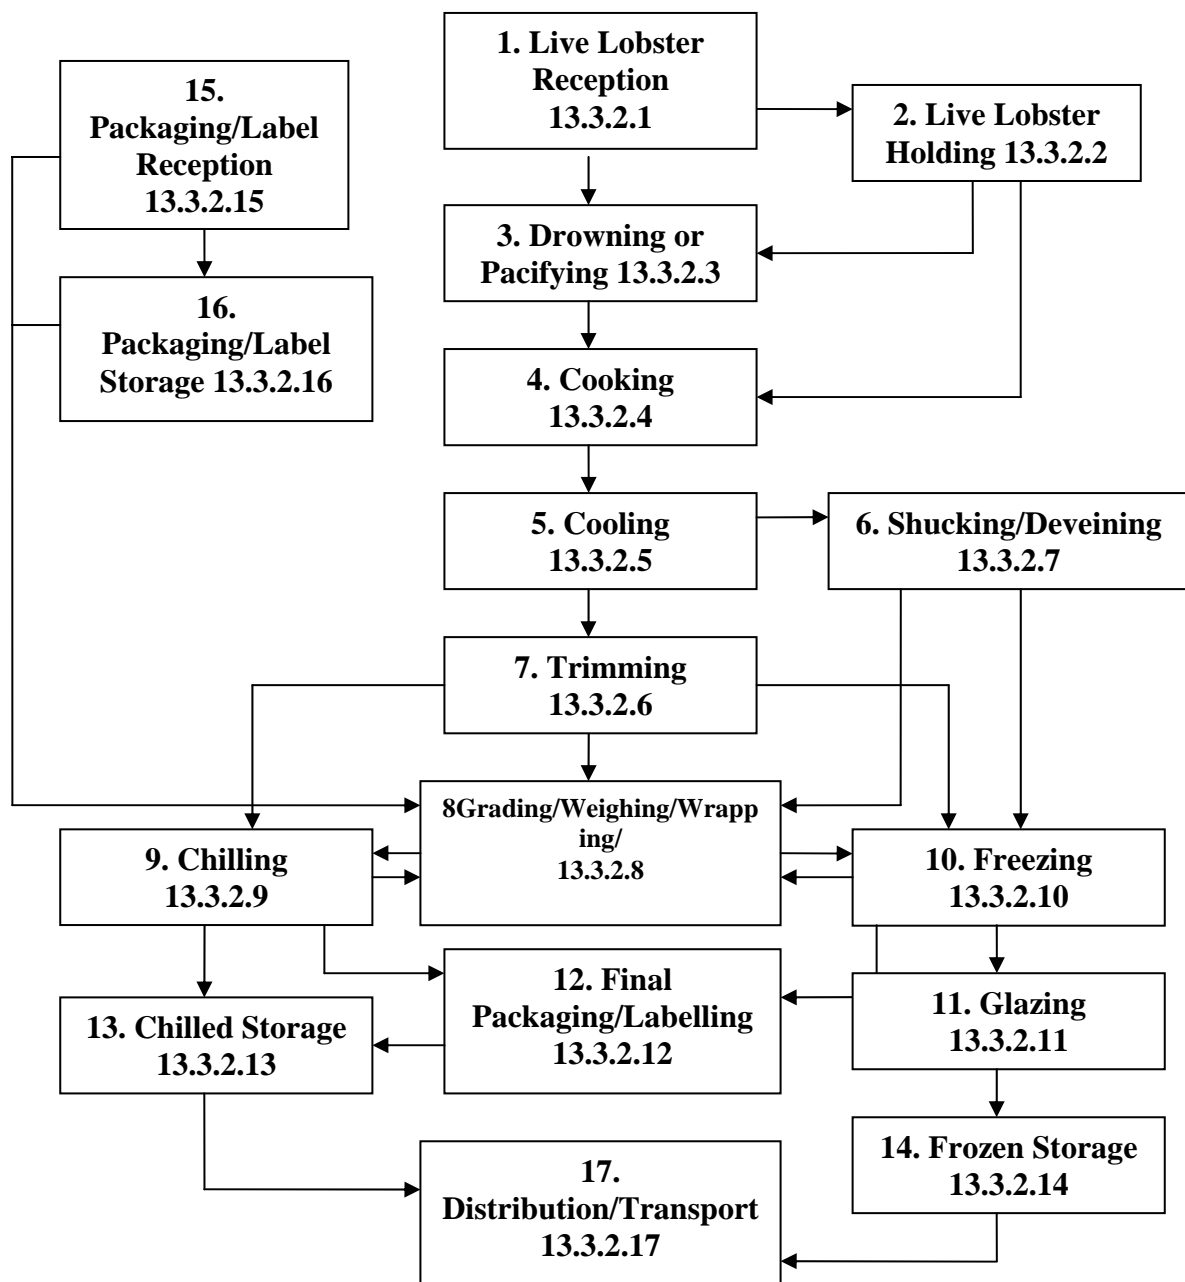 1. Live Lobster
Reception
13.3.2.1
15.
Packaging/Label
Reception
13.3.2.15
2. Live Lobster
Holding 13.3.2.2
3. Drowning or
Pacifying 13.3.2.3
16.
Packaging/Label
Storage 13.3.2.16
4. Cooking
13.3.2.4
5. Cooling
13.3.2.5
6. Shucking/Deveining
13.3.2.7
7. Trimming
13.3.2.6
8Grading/Weighing/Wrapp
ing/
13.3.2.8
9. Chilling
13.3.2.9
10. Freezing
13.3.2.10
12. Final
Packaging/Labelling
13.3.2.12
11. Glazing
13.3.2.11
13. Chilled Storage
13.3.2.13
14. Frozen Storage
13.3.2.14
17.
Distribution/Transport
13.3.2.17